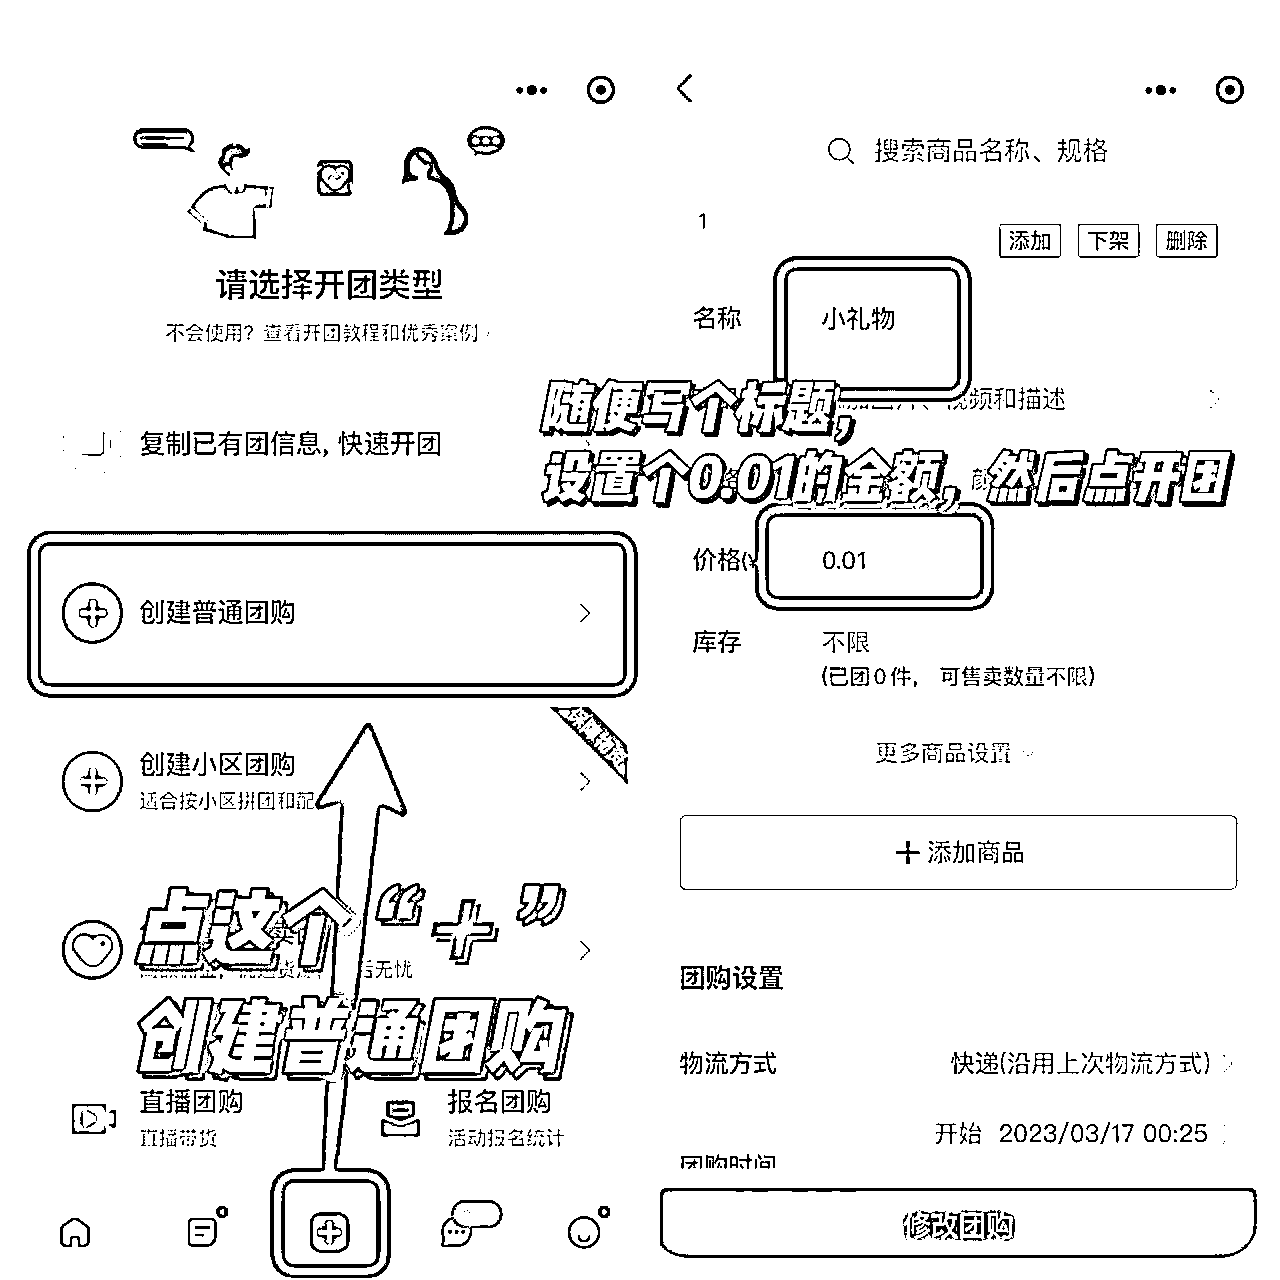 请选择开团类型
不会使用？查看开团教程和优秀案例
复制已有团信息，快速开团
创建普通团购
创建小区团购
适合按小区拼团和配
点这个“＋”
后无忧
创建普通团购
直播团购
直播带货
报名团购
活动报名统计
搜索商品名称、规格
1
添加 下架 删除
名称 小礼物
随便写个标题，
视频和描述
设置个0.01的金额，然后点开团
价格 0.01
库存 不限
(已团0件，可售卖数量不限)
更多商品设置
＋添加商品
团购设置
物流方式 快递(沿用上次物流方式)
开始 2023/03/17 00:25
团购时间
修改团购